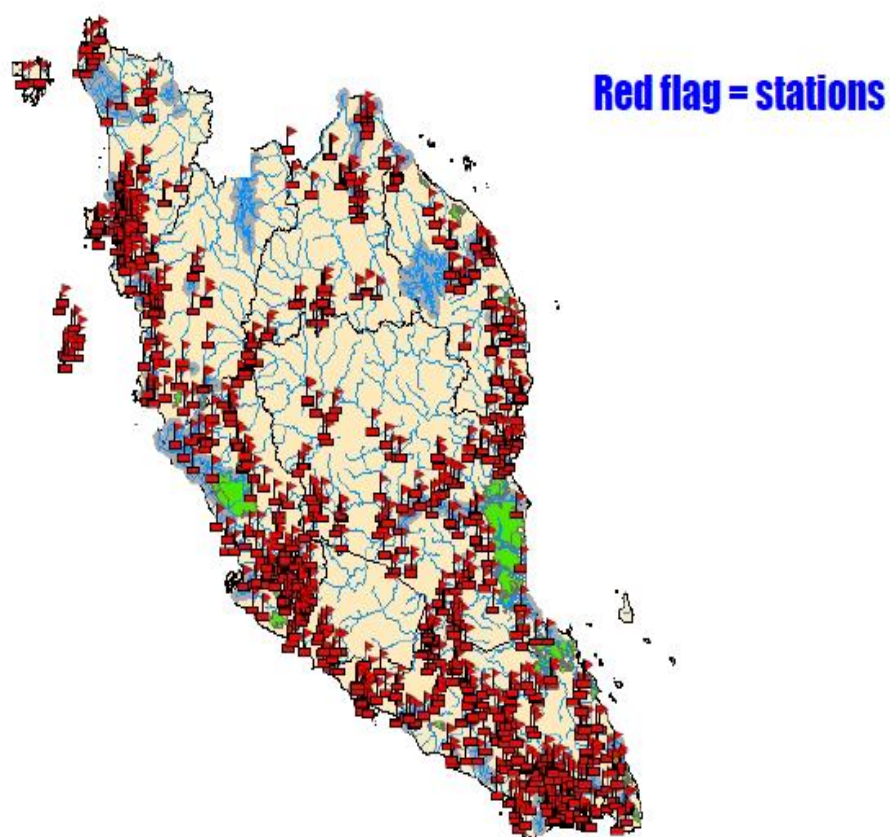 Red flag = stations